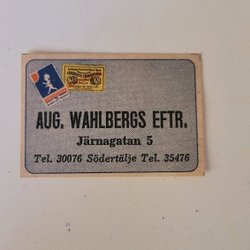 AUG. WAHLBERGS EFTR.
Järnagatan 5
Tel. 30076 Södertälje Tel. 35476